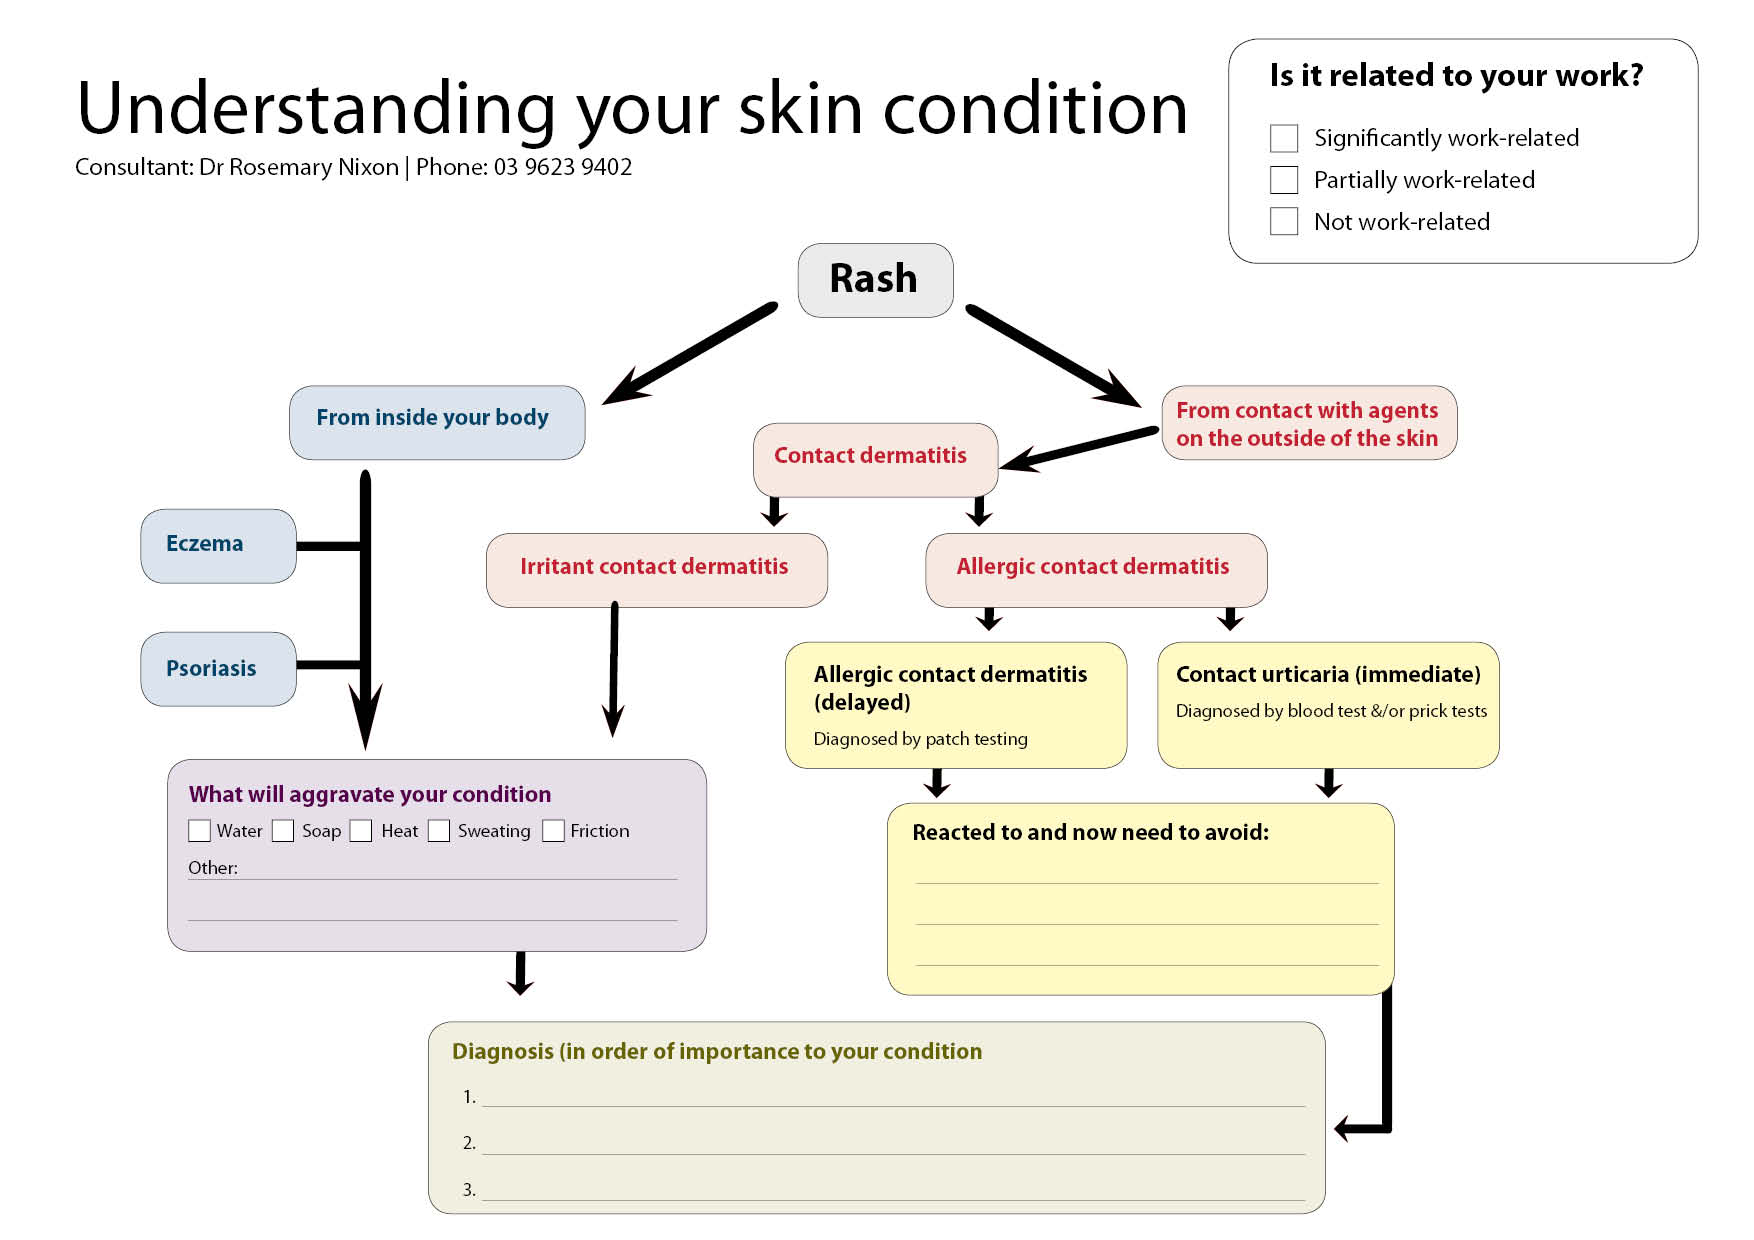 Understanding your skin condition
Consultant: Dr Rosemary Nixon | Phone: 03 9623 9402
Is it related to your work?
Significantly work-related
Partially work-related
Not work-related
Rash
From inside your body
From contact with agents
on the outside of the skin
Contact dermatitis
Eczema
Irritant contact dermatitis
Allergic contact dermatitis
Psoriasis
Allergic contact dermatitis
(delayed)
Diagnosed by patch testing
Contact urticaria (immediate)
Diagnosed by blood test &/or prick tests
What will aggravate your condition
Water Soap Heat Sweating Friction
Other:
Reacted to and now need to avoid:
Diagnosis (in order of importance to your condition
1.
2.
3.